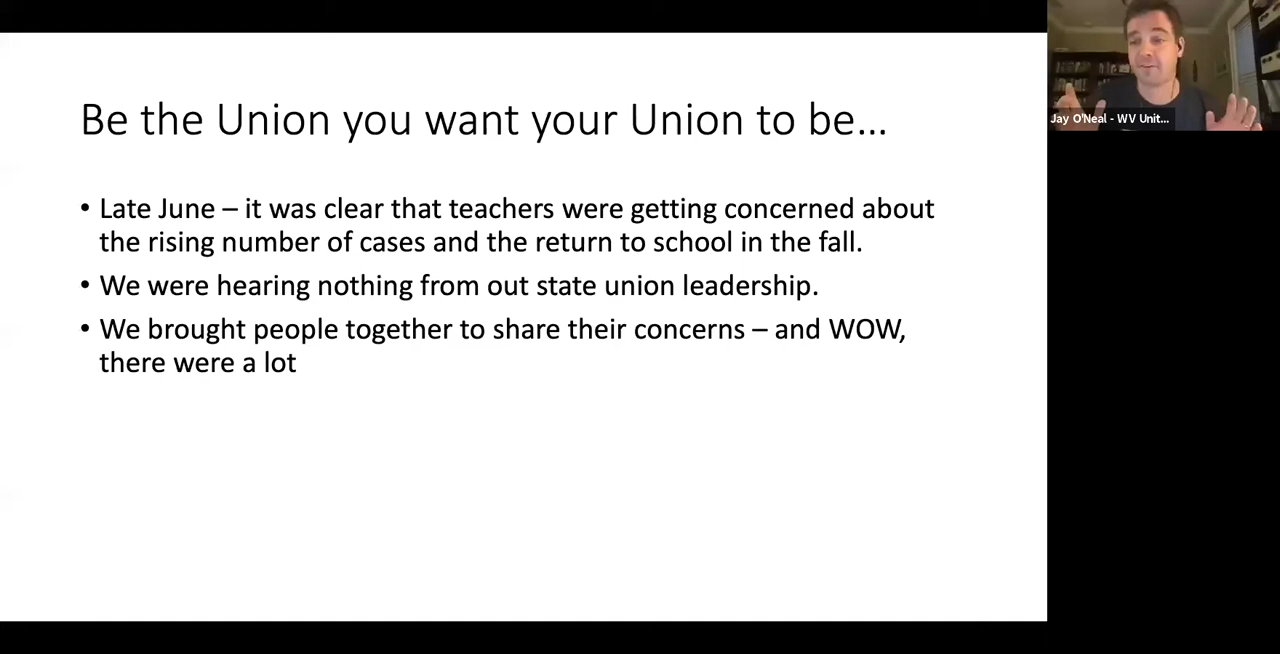 Be the Union you want your Union to be…
• Late June – it was clear that teachers were getting concerned about
the rising number of cases and the return to school in the fall.
• We were hearing nothing from out state union leadership.
• We brought people together to share their concerns – and WOW,
there were a lot
Jay O'Neal - WV Unit...